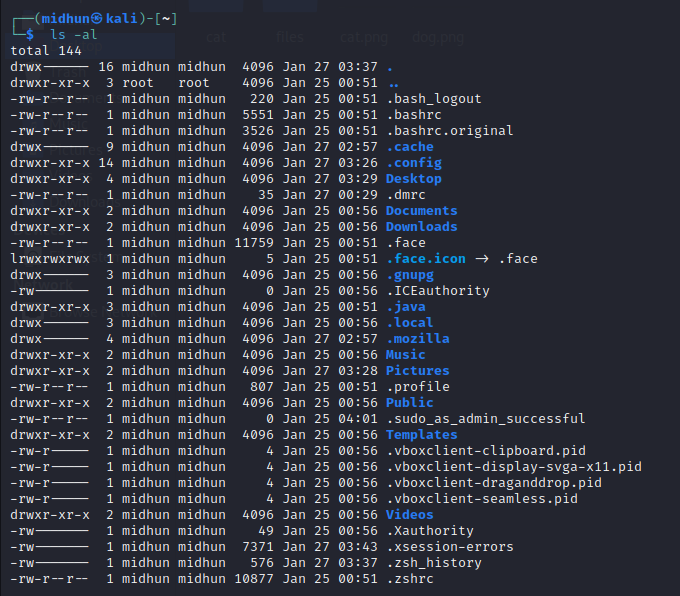 ┌──(midhun㉿kali)-[~]
└─$ ls -al
total 144
drwx------ 16 midhun midhun  4096 Jan 27 03:37 .
drwxr-xr-x  3 root   root    4096 Jan 25 00:51 ..
-rw-r--r--  1 midhun midhun   220 Jan 25 00:51 .bash_logout
-rw-r--r--  1 midhun midhun  5551 Jan 25 00:51 .bashrc
-rw-r--r--  1 midhun midhun  3526 Jan 25 00:51 .bashrc.original
drwx------  9 midhun midhun  4096 Jan 27 02:57 .cache
drwxr-xr-x 14 midhun midhun  4096 Jan 27 03:26 .config
drwxr-xr-x  4 midhun midhun  4096 Jan 27 03:29 Desktop
-rw-r--r--  1 midhun midhun    35 Jan 27 00:29 .dmrc
drwxr-xr-x  2 midhun midhun  4096 Jan 25 00:56 Documents
drwxr-xr-x  2 midhun midhun  4096 Jan 25 00:56 Downloads
-rw-r--r--  1 midhun midhun 11759 Jan 25 00:51 .face
lrwxrwxrwx  1 midhun midhun     5 Jan 25 00:51 .face.icon -> .face
drwx------  3 midhun midhun  4096 Jan 25 00:56 .gnupg
-rw-------  1 midhun midhun     0 Jan 25 00:56 .ICEauthority
drwxr-xr-x  3 midhun midhun  4096 Jan 25 00:51 .java
drwx------  3 midhun midhun  4096 Jan 25 00:56 .local
drwx------  4 midhun midhun  4096 Jan 27 02:57 .mozilla
drwxr-xr-x  2 midhun midhun  4096 Jan 25 00:56 Music
drwxr-xr-x  2 midhun midhun  4096 Jan 27 03:28 Pictures
-rw-r--r--  1 midhun midhun   807 Jan 25 00:51 .profile
drwxr-xr-x  2 midhun midhun  4096 Jan 25 00:56 Public
-rw-r--r--  1 midhun midhun     0 Jan 25 04:01 .sudo_as_admin_successful
drwxr-xr-x  2 midhun midhun  4096 Jan 25 00:56 Templates
-rw-r-----  1 midhun midhun     4 Jan 25 00:56 .vboxclient-clipboard.pid
-rw-r-----  1 midhun midhun     4 Jan 25 00:56 .vboxclient-display-svga-x11.pid
-rw-r-----  1 midhun midhun     4 Jan 25 00:56 .vboxclient-draganddrop.pid
-rw-r-----  1 midhun midhun     4 Jan 25 00:56 .vboxclient-seamless.pid
drwxr-xr-x  2 midhun midhun  4096 Jan 25 00:56 Videos
-rw-------  1 midhun midhun    49 Jan 25 00:56 .Xauthority
-rw-------  1 midhun midhun  7371 Jan 27 03:43 .xsession-errors
-rw-------  1 midhun midhun   576 Jan 27 03:37 .zsh_history
-rw-r--r--  1 midhun midhun 10877 Jan 25 00:51 .zshrc